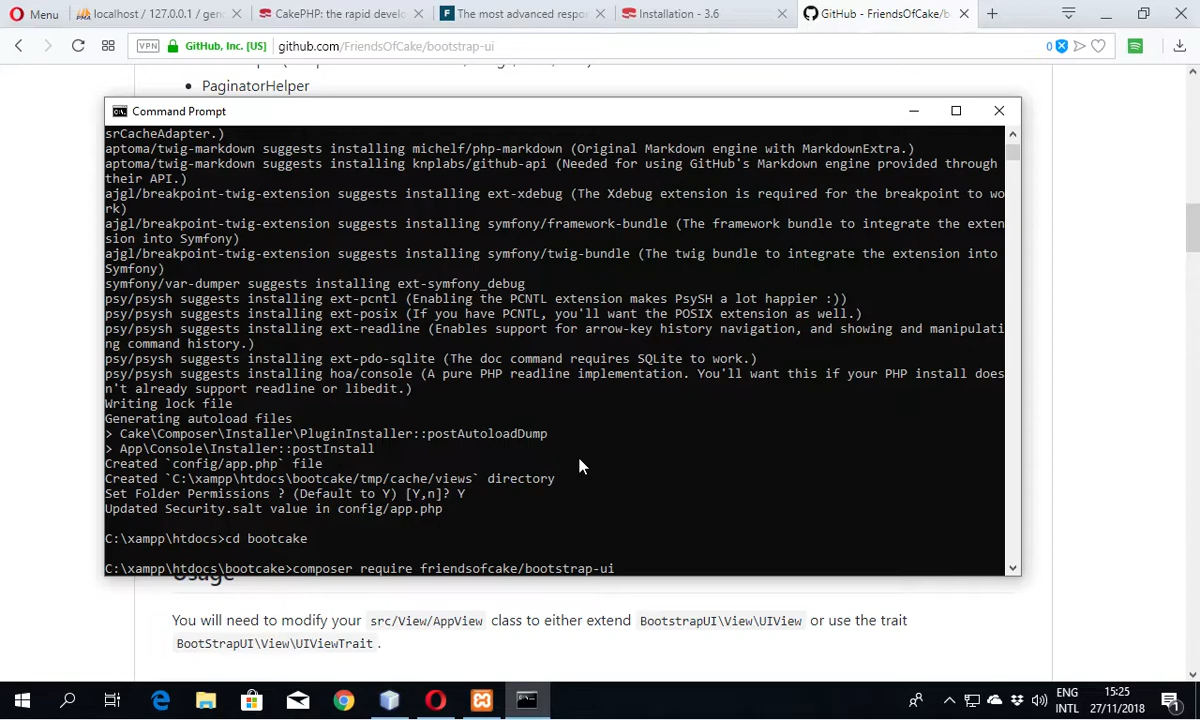 Menu
localhost / 127.0.0.1 / gen
CakePHP: the rapid develo
The most advanced respo
Installation - 3.6
GitHub - FriendsOfCake/b
VPN
GitHub, Inc. [US]
github.com/FriendsOfCake/bootstrap-ui
0
PaginatorHelper
Command Prompt
srCacheAdapter.)
aptoma/twig-markdown suggests installing michelf/php-markdown (Original Markdown engine with MarkdownExtra.)
aptoma/twig-markdown suggests installing knplabs/github-api (Needed for using GitHub's Markdown engine provided through
their API.)
ajgl/breakpoint-twig-extension suggests installing ext-xdebug (The Xdebug extension is required for the breakpoint to wo
rk)
ajgl/breakpoint-twig-extension suggests installing symfony/framework-bundle (The framework bundle to integrate the exten
sion into Symfony)
ajgl/breakpoint-twig-extension suggests installing symfony/twig-bundle (The twig bundle to integrate the extension into
Symfony)
symfony/var-dumper suggests installing ext-symfony_debug
psy/psysh suggests installing ext-pcntl (Enabling the PCNTL extension makes PsySH a lot happier :))
psy/psysh suggests installing ext-posix (If you have PCNTL, you'll want the POSIX extension as well.)
psy/psysh suggests installing ext-readline (Enables support for arrow-key history navigation, and showing and manipulati
ng command history.)
psy/psysh suggests installing ext-pdo-sqlite (The doc command requires SQLite to work.)
psy/psysh suggests installing hoa/console (A pure PHP readline implementation. You'll want this if your PHP install does
n't already support readline or libedit.)
Writing lock file
Generating autoload files
> Cake\Composer\Installer\PluginInstaller::postAutoloadDump
> App\Console\Installer::postInstall
Created `config/app.php` file
Created `C:\xampp\htdocs\bootcake/tmp/cache/views` directory
Set Folder Permissions ? (Default to Y) [Y,n]? Y
Updated Security.salt value in config/app.php
C:\xampp\htdocs>cd bootcake
C:\xampp\htdocs\bootcake>composer require friendsofcake/bootstrap-ui
Usage
You will need to modify your src/View/AppView class to either extend BootstrapUI\View\UIView or use the trait
BootStrapUI\View\UIViewTrait.
ENG
INTL
15:25
27/11/2018
1